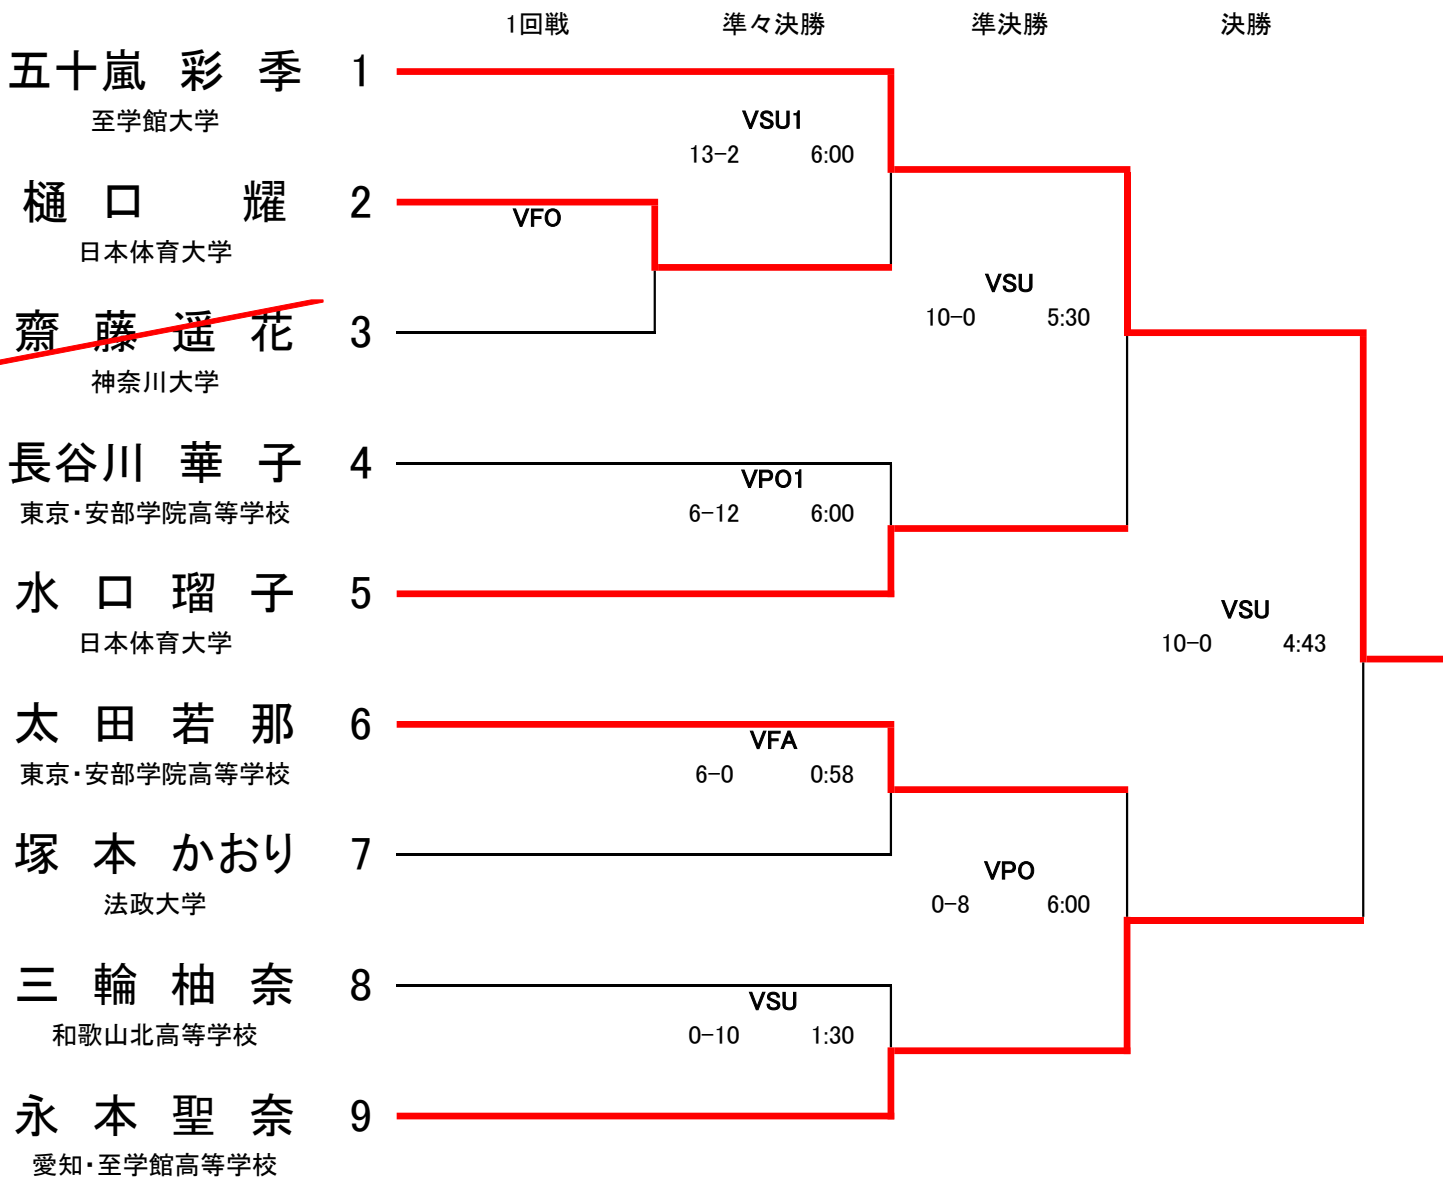 1回戦 準々決勝 準決勝 決勝
五十嵐 彩 季 1
至学館大学
VSU1
13-2 6:00
樋 口 耀 2
VFO
日本体育大学
VSU
10-0 5:30
齋 藤 遥 花 3
神奈川大学
長谷川 華 子 4
VPO1
東京・安部学院高等学校
6-12 6:00
水 口 瑠 子 5
日本体育大学
VSU
10-0 4:43
太 田 若 那 6
VFA
東京・安部学院高等学校
6-0 0:58
塚 本 かおり 7
法政大学
VPO
0-8 6:00
三 輪 柚 奈 8
VSU
和歌山北高等学校
0-10 1:30
永 本 聖 奈 9
愛知・至学館高等学校